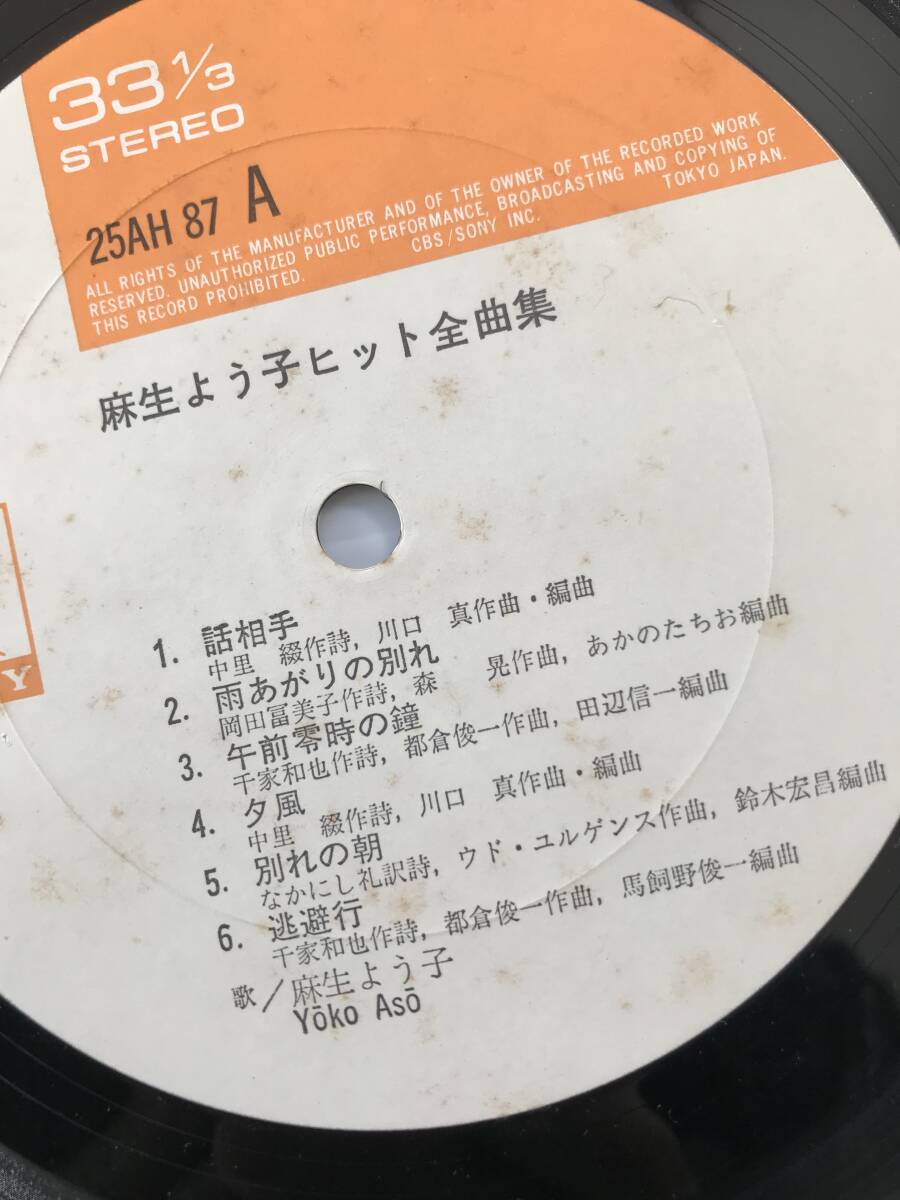 33 1/3
STEREO
25AH 87 A
ALL RIGHTS OF THE MANUFACTURER AND OF THE OWNER OF THE RECORDED WORK
RESERVED. UNAUTHORIZED PUBLIC PERFORMANCE, BROADCASTING AND COPYING OF
THIS RECORD PROHIBITED. CBS/SONY INC. TOKYO JAPAN.
麻生よう子ヒット全曲集
1. 話相手
中里 綴作詩, 川口 真作曲・編曲
2. 雨あがりの別れ
岡田冨美子作詩, 森 晃作曲, あかのたちお編曲
3. 午前零時の鐘
千家和也作詩, 都倉俊一作曲, 田辺信一編曲
4. 夕風
中里 綴作詩, 川口 真作曲・編曲
5. 別れの朝
なかにし礼訳詩, ウド・ユルゲンス作曲, 鈴木宏昌編曲
6. 逃避行
千家和也作詩, 都倉俊一作曲, 馬飼野俊一編曲
歌/麻生よう子
Yōko Asō
Y